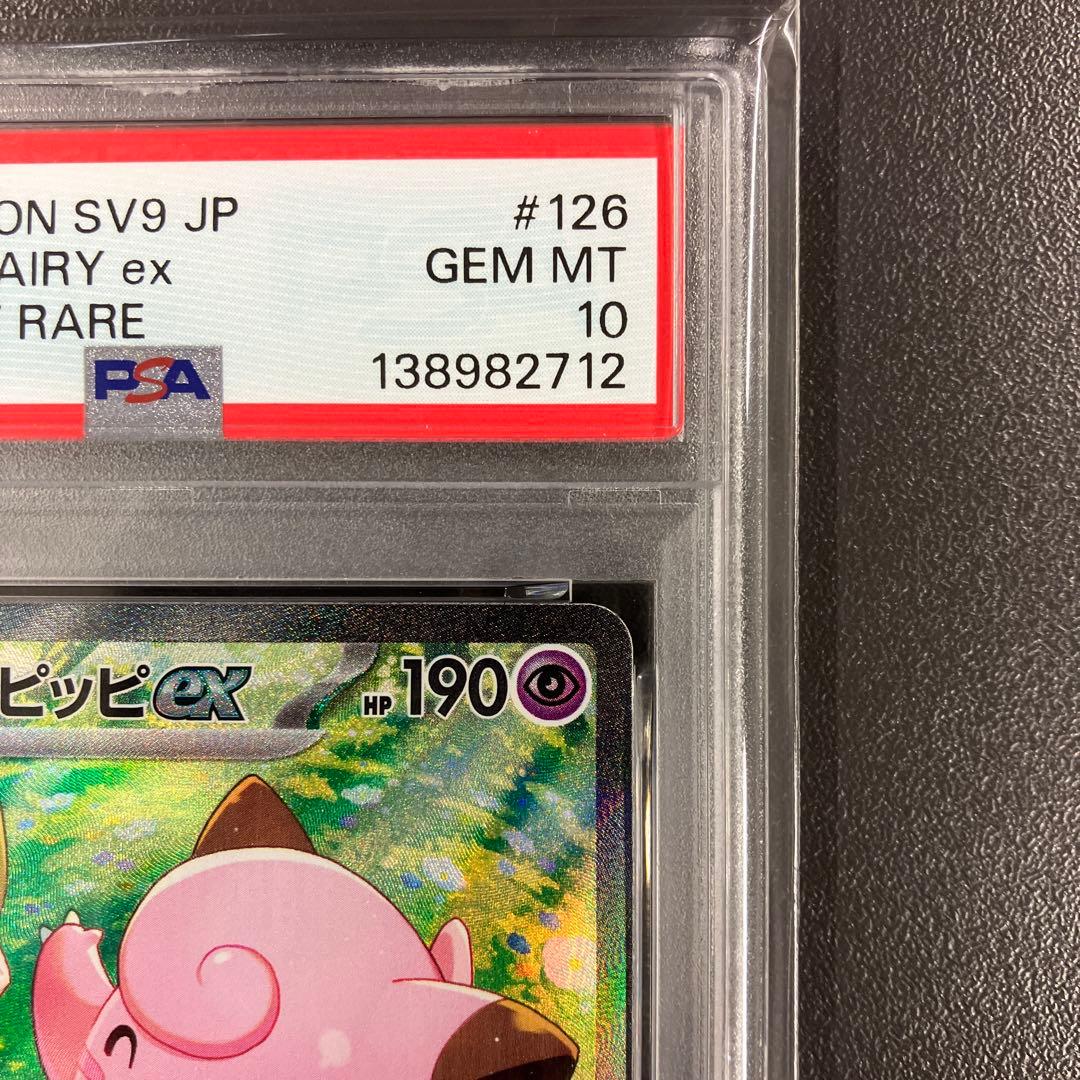 ON SV9 JP #126
AIRY ex GEM MT
RARE 10
PSA 138982712
ピッピex HP 190